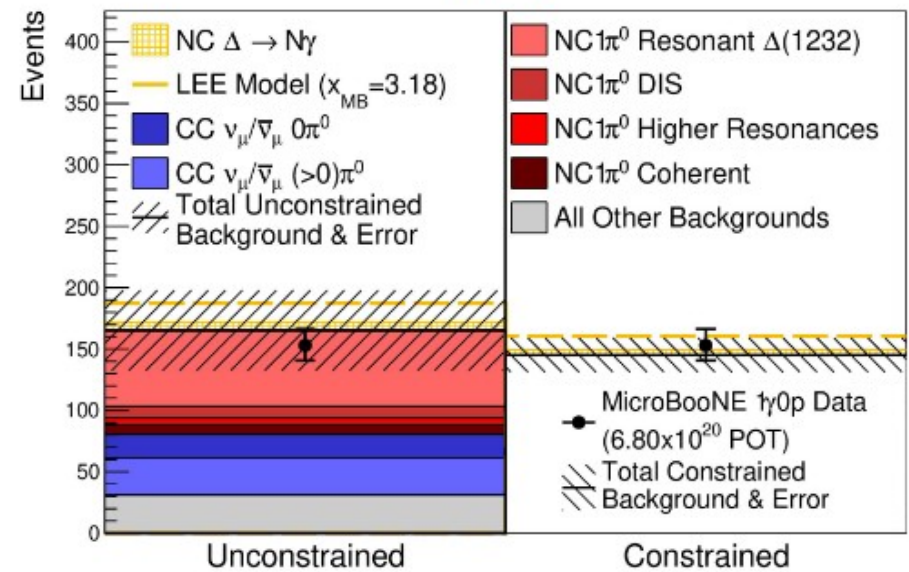 Events
400
350
300
250
200
150
100
50
0
NC Δ → Nγ
LEE Model (x_MB=3.18)
CC ν_μ/ν̅_μ 0π⁰
CC ν_μ/ν̅_μ (>0)π⁰
Total Unconstrained
Background & Error
NC1π⁰ Resonant Δ(1232)
NC1π⁰ DIS
NC1π⁰ Higher Resonances
NC1π⁰ Coherent
All Other Backgrounds
MicroBooNE 1γ0p Data
(6.80x10²⁰ POT)
Total Constrained
Background & Error
Unconstrained
Constrained